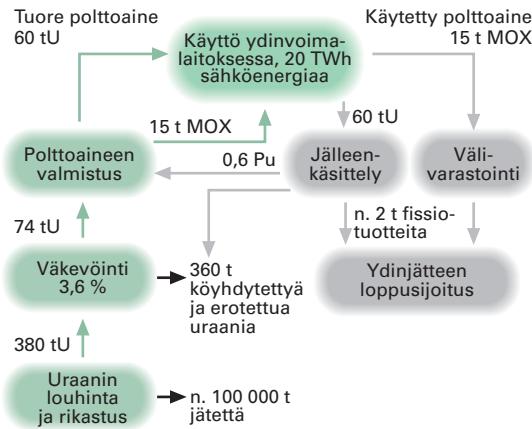 Tuore polttoaine
60 tU
Käyttö ydinvoima-
laitoksessa, 20 TWh
sähköenergiaa
Käytetty polttoaine
15 t MOX
15 t MOX
60 tU
Polttoaineen
valmistus
0,6 Pu
Jälleen-
käsittely
Väli-
varastointi
74 tU
n. 2 t fissio-
tuotteita
Väkevöinti
3,6 %
360 t
köyhdytettyä
ja erotettua
uraania
Ydinjätteen
loppusijoitus
380 tU
Uraanin
louhinta
ja rikastus
n. 100 000 t
jätettä